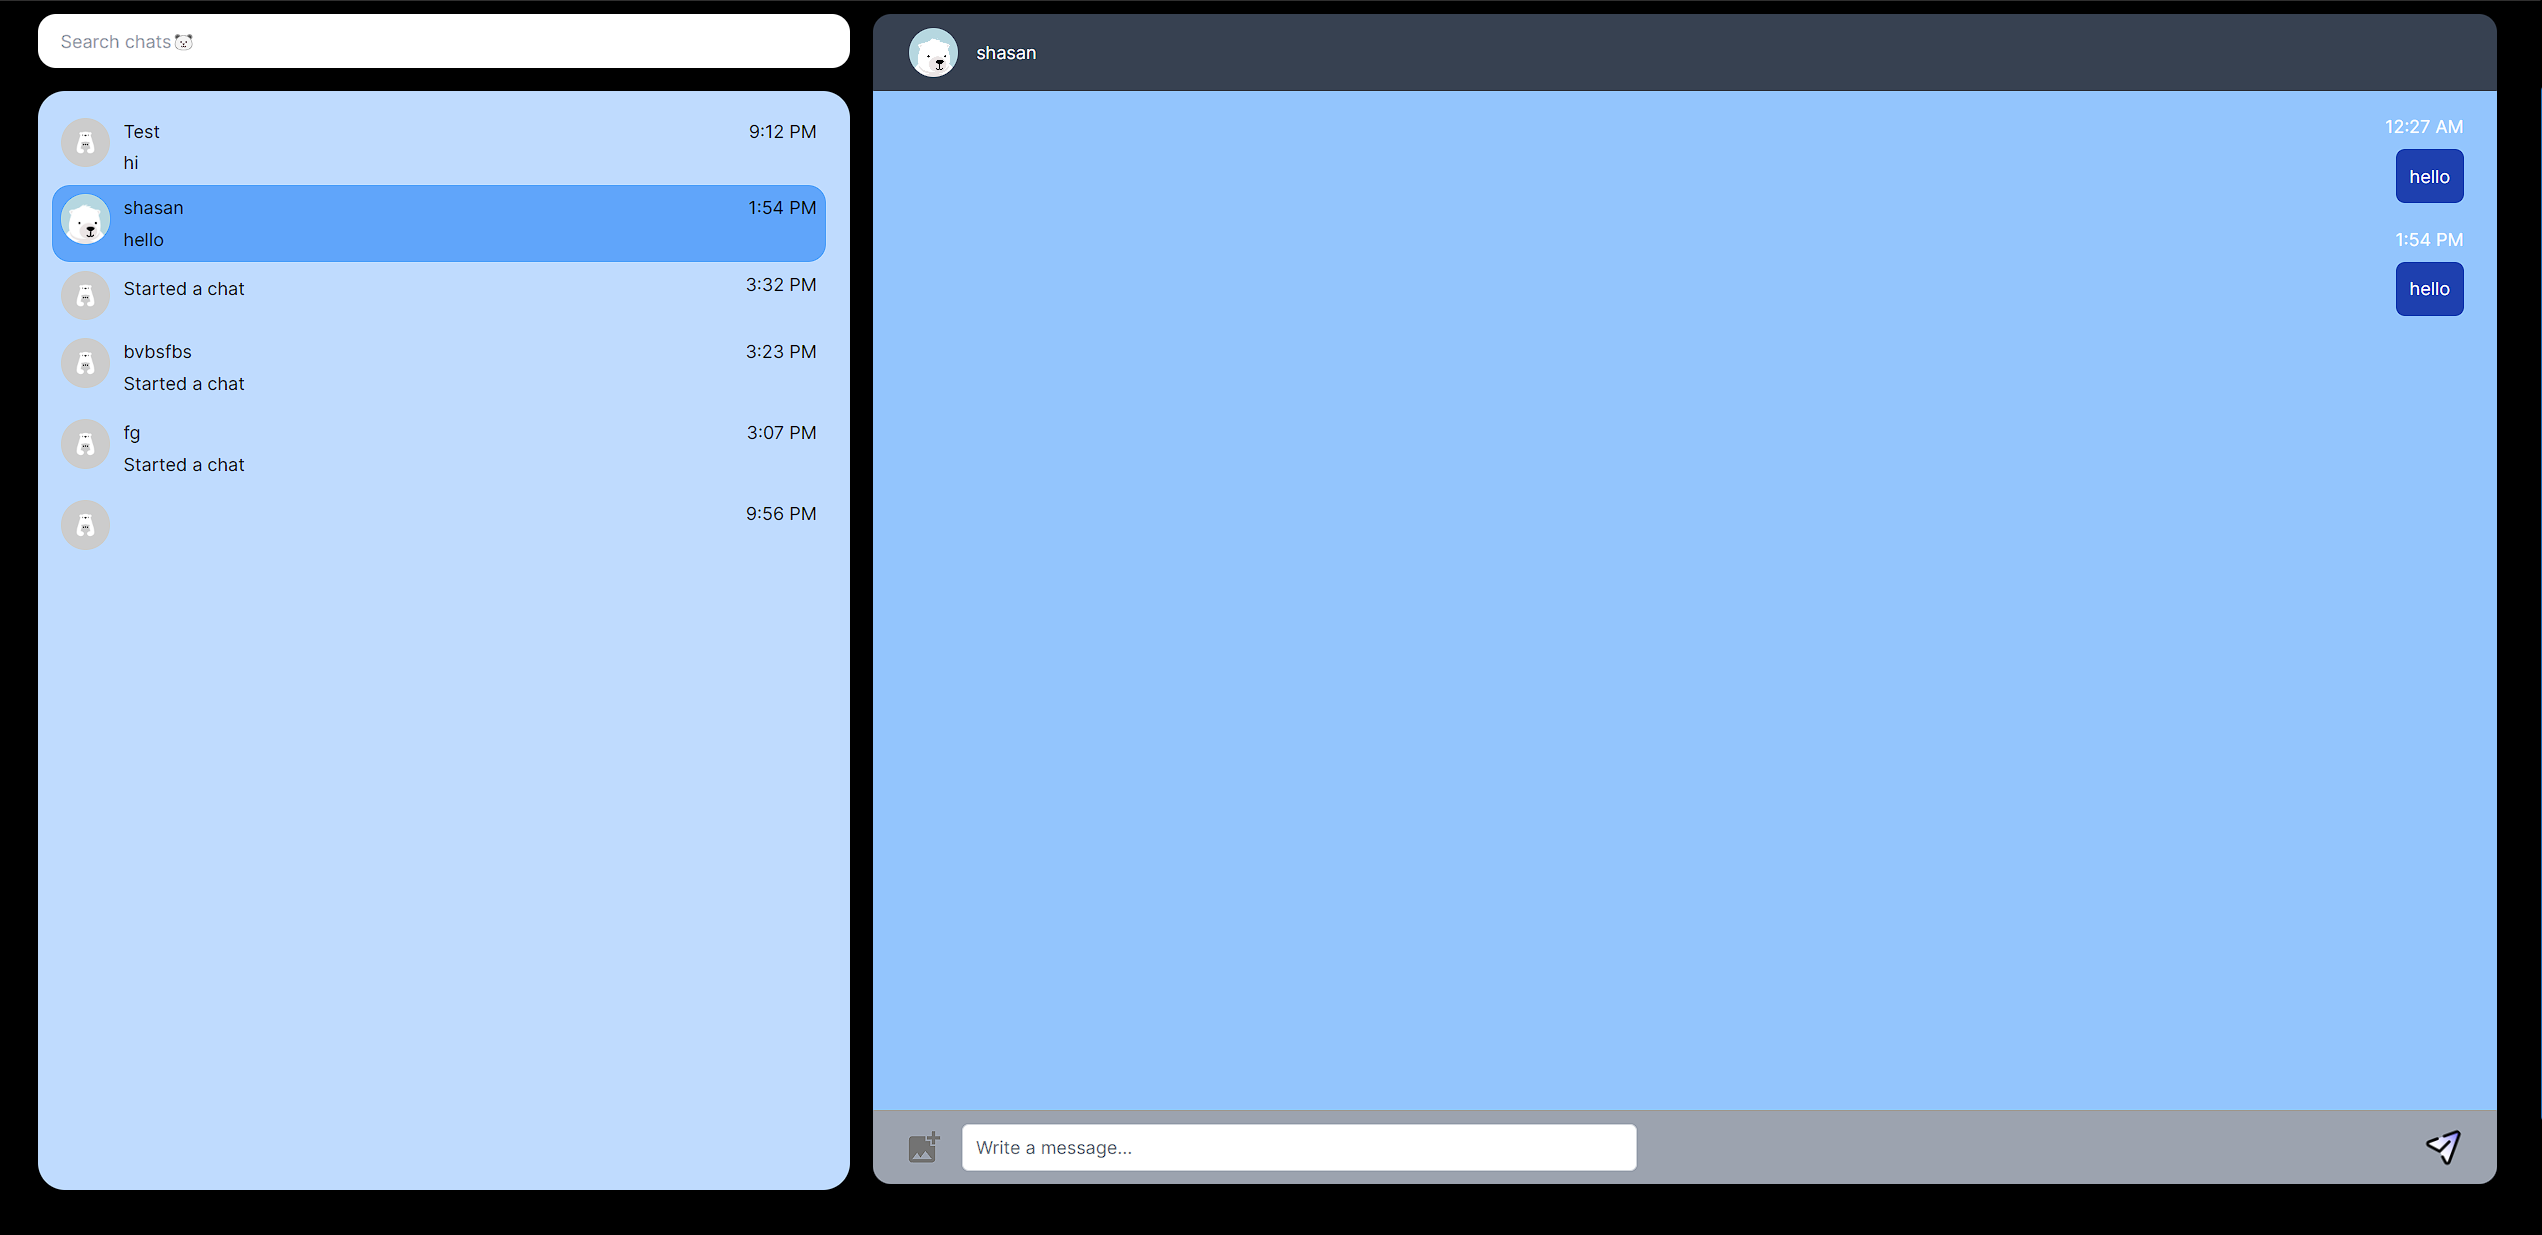 Search chats🐻‍❄️
Test
9:12 PM
hi
shasan
1:54 PM
hello
Started a chat
3:32 PM
bvbsfbs
3:23 PM
Started a chat
fg
3:07 PM
Started a chat
9:56 PM
shasan
12:27 AM
hello
1:54 PM
hello
Write a message...